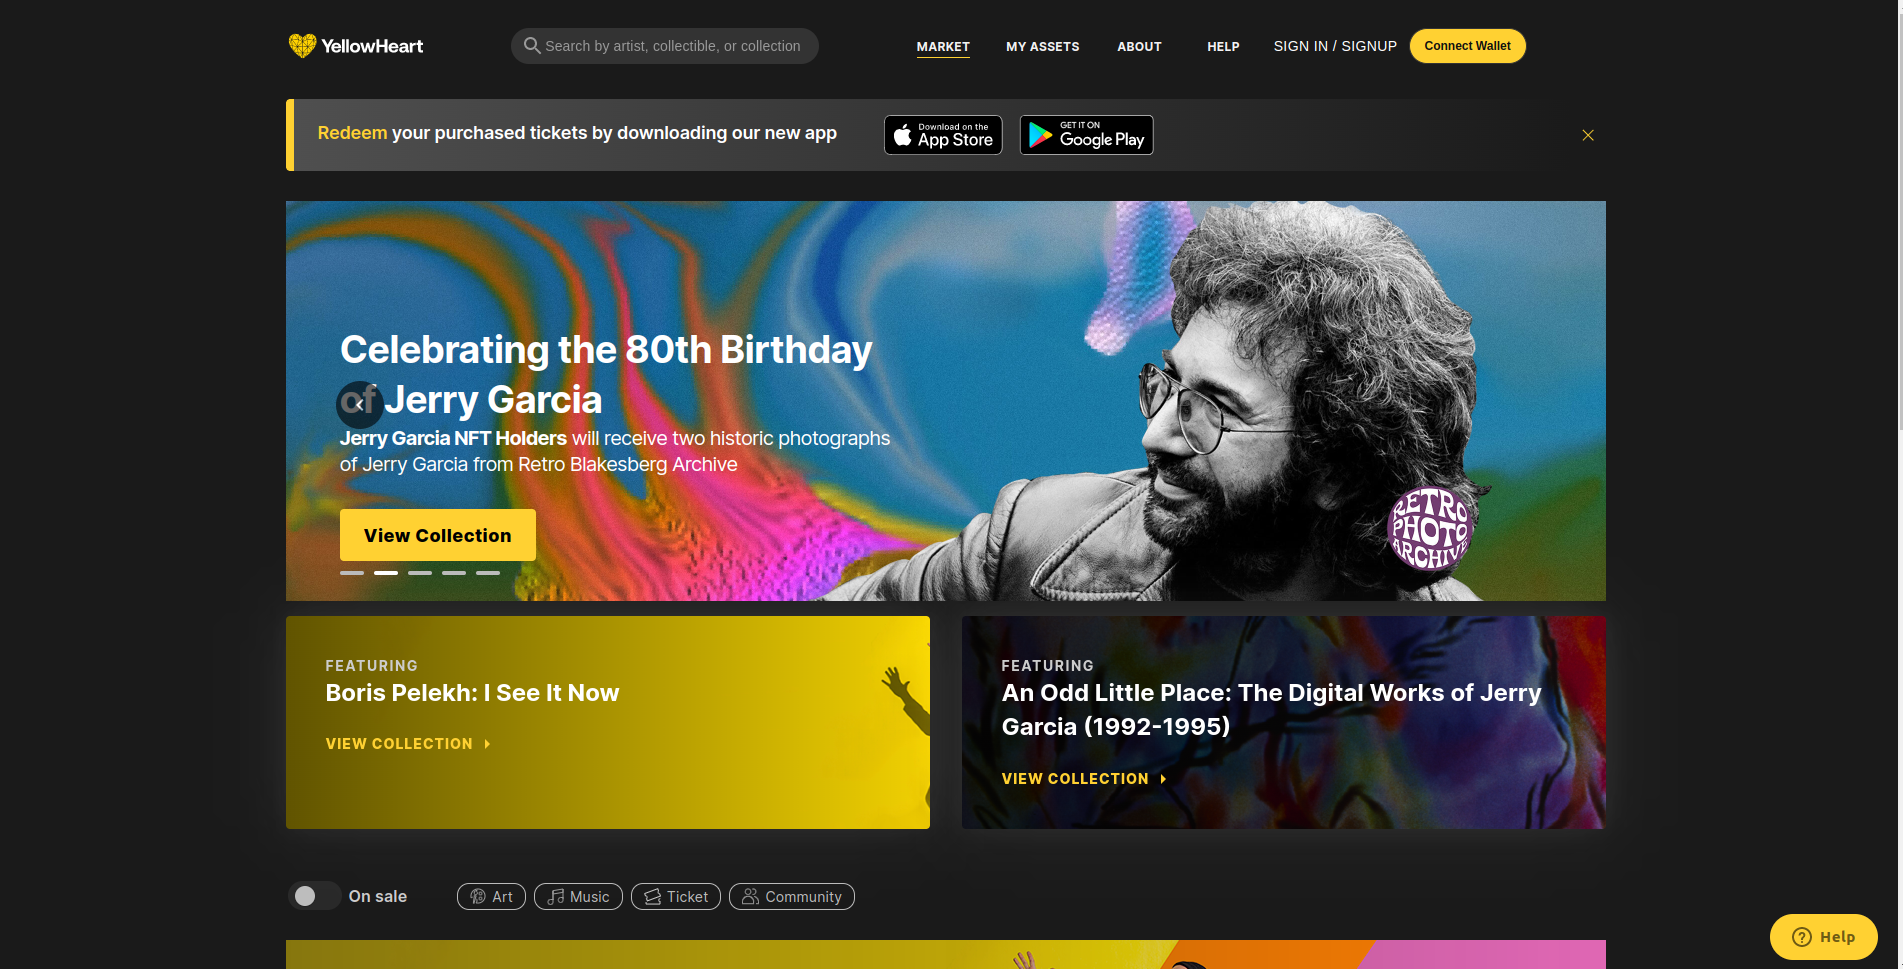 YellowHeart
Search by artist, collectible, or collection
MARKET
MY ASSETS
ABOUT
HELP
SIGN IN / SIGNUP
Connect Wallet
Redeem your purchased tickets by downloading our new app
Download on the
App Store
GET IT ON
Google Play
Celebrating the 80th Birthday
of Jerry Garcia
Jerry Garcia NFT Holders will receive two historic photographs
of Jerry Garcia from Retro Blakesberg Archive
View Collection
RETRO
PHOTO
ARCHIVE
FEATURING
Boris Pelekh: I See It Now
VIEW COLLECTION
FEATURING
An Odd Little Place: The Digital Works of Jerry
Garcia (1992-1995)
VIEW COLLECTION
On sale
Art
Music
Ticket
Community
Help